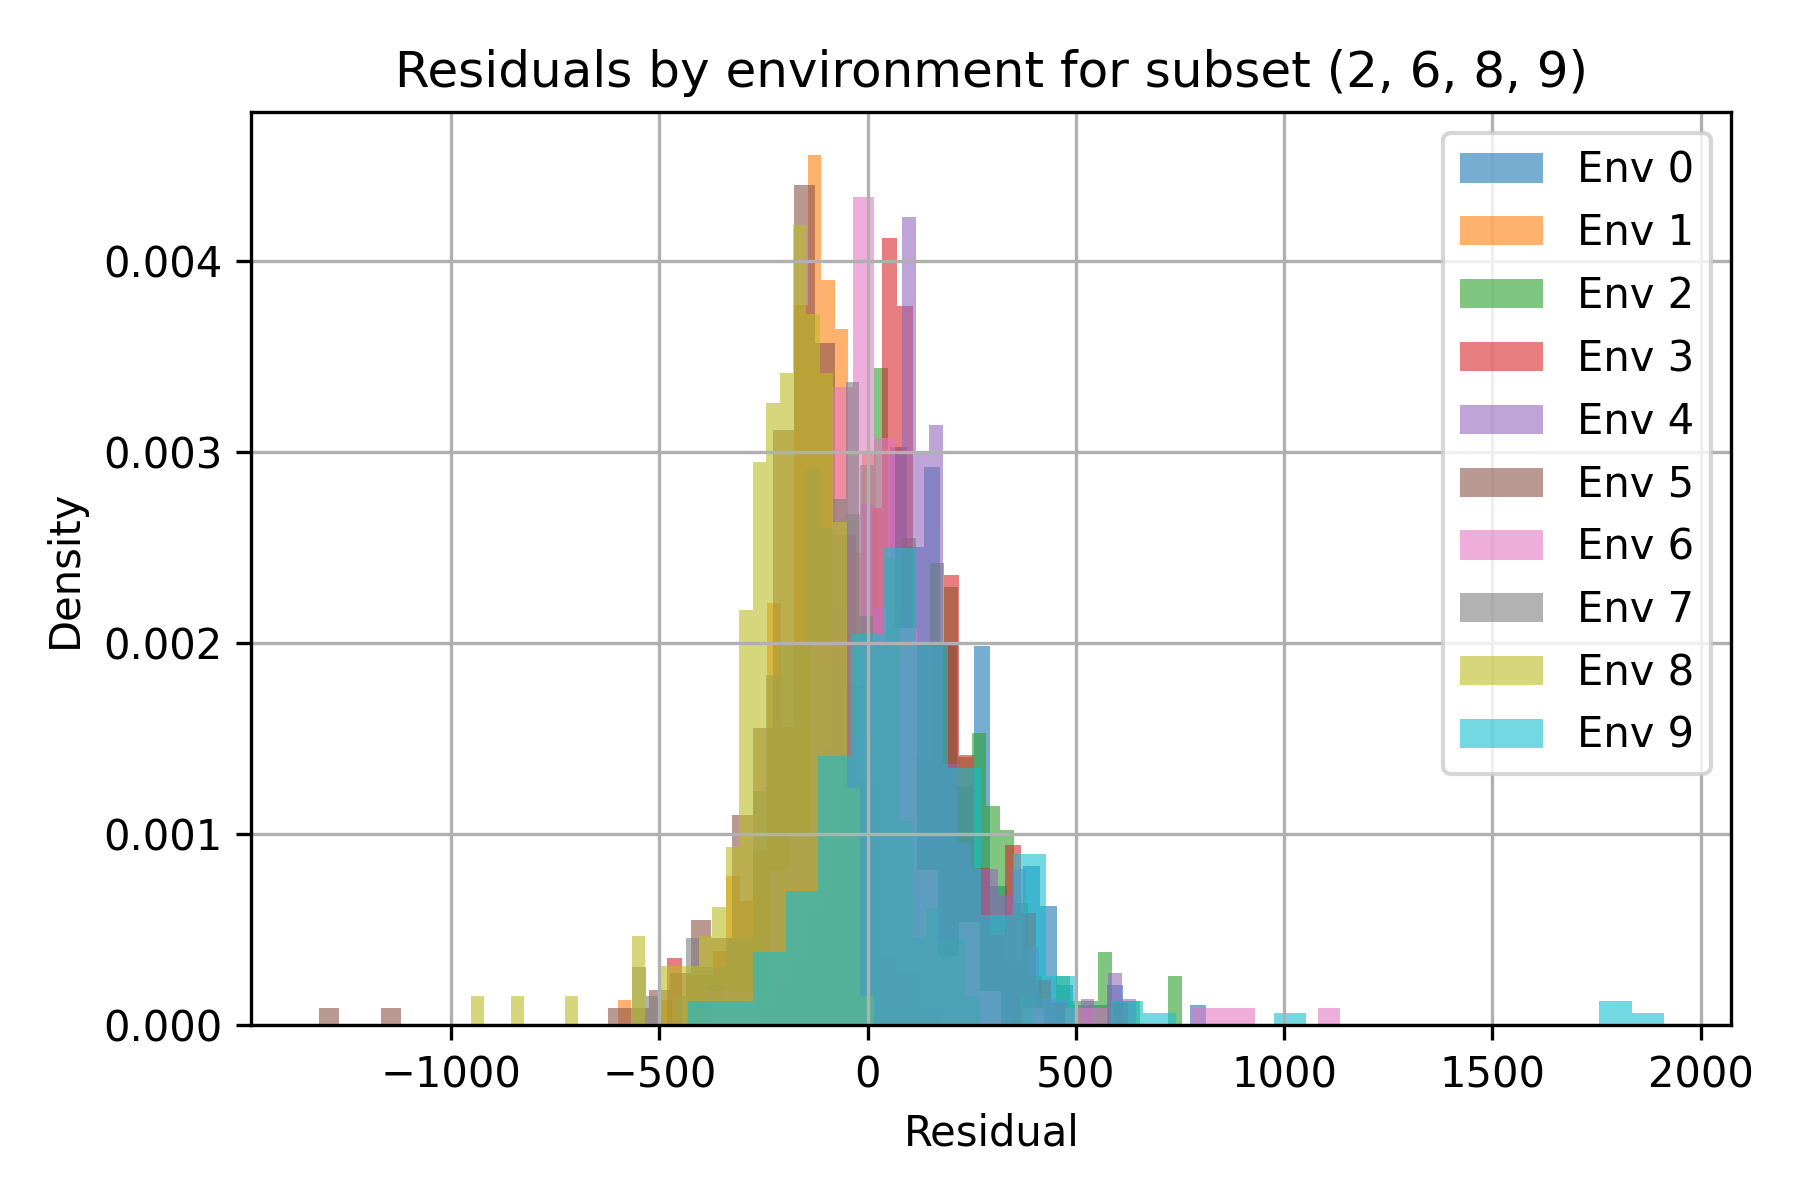 Residuals by environment for subset (2, 6, 8, 9)
Density
0.004
0.003
0.002
0.001
0.000
−1000
−500
0
500
1000
1500
2000
Residual
Env 0
Env 1
Env 2
Env 3
Env 4
Env 5
Env 6
Env 7
Env 8
Env 9